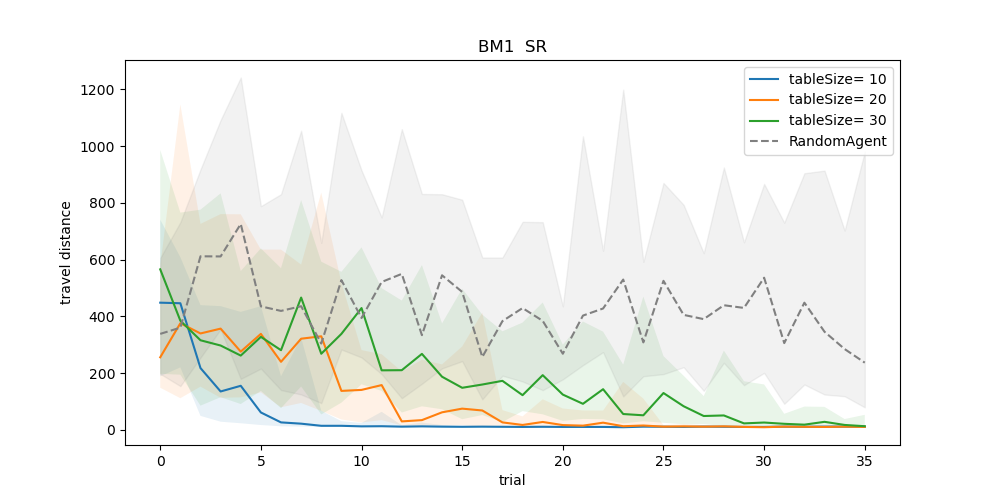 BM1 SR
1200
1000
800
600
400
200
0
travel distance
0 5 10 15 20 25 30 35
trial
tableSize= 10
tableSize= 20
tableSize= 30
RandomAgent